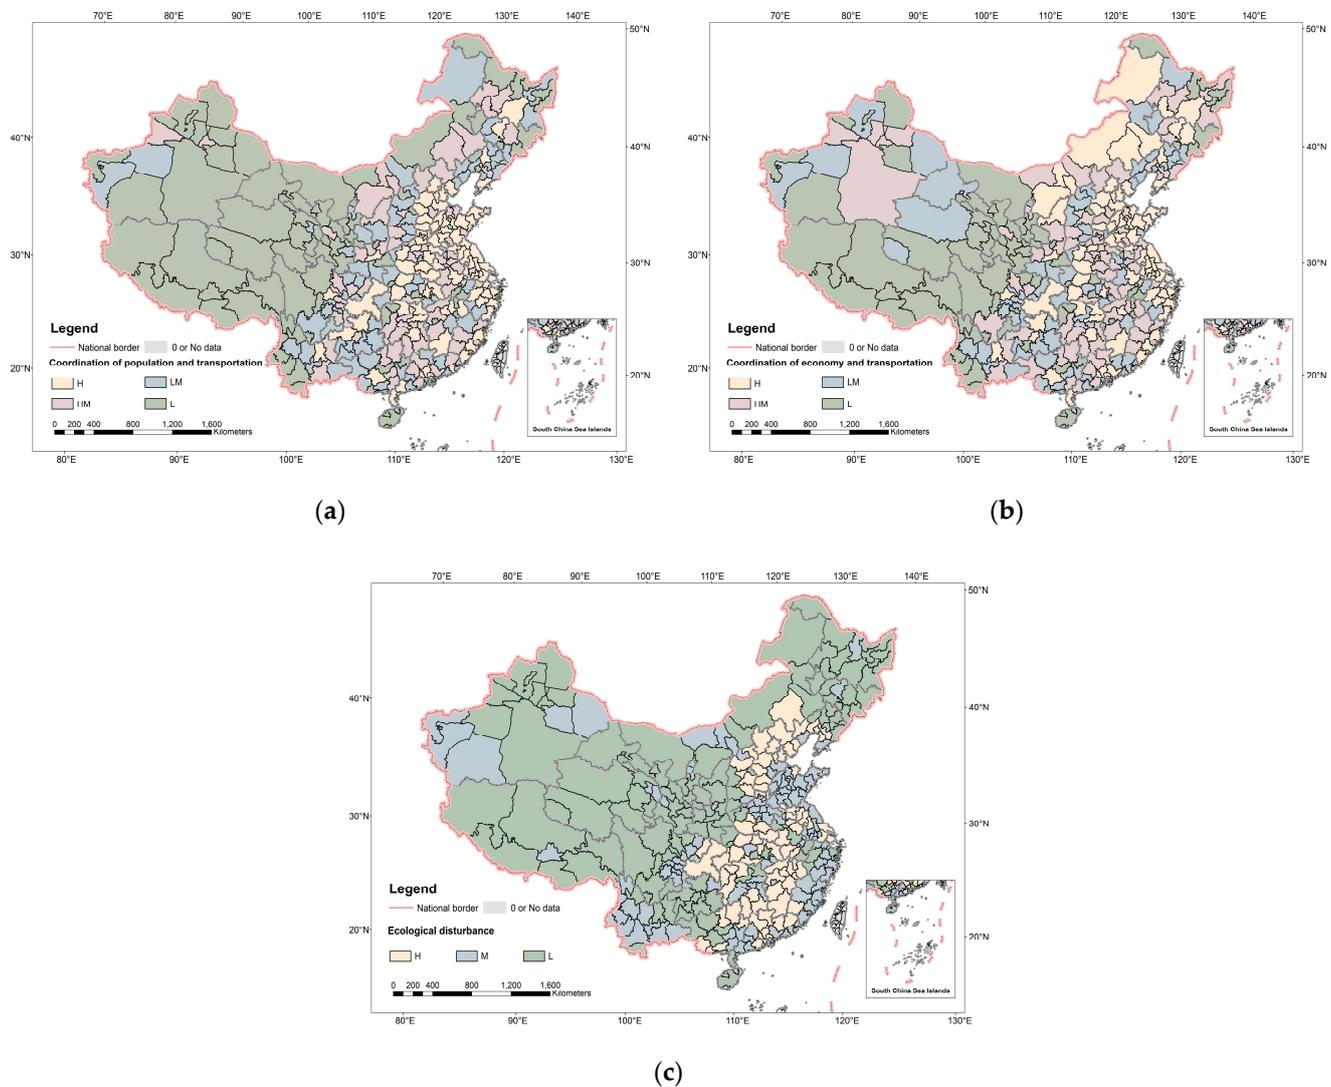 70°E 80°E 90°E 100°E 110°E 120°E 130°E 140°E
50°N
40°N 40°N
30°N 30°N
20°N 20°N
Legend
National border 0 or No data
Coordination of population and transportation
H LM
HM L
0 200 400 800 1,200 1,600
Kilometers
South China Sea Islands
80°E 90°E 100°E 110°E 120°E 130°E
(a)
70°E 80°E 90°E 100°E 110°E 120°E 130°E 140°E
50°N
40°N 40°N
30°N 30°N
20°N 20°N
Legend
National border 0 or No data
Coordination of economy and transportation
H LM
HM L
0 200 400 800 1,200 1,600
Kilometers
South China Sea Islands
80°E 90°E 100°E 110°E 120°E 130°E
(b)
70°E 80°E 90°E 100°E 110°E 120°E 130°E 140°E
50°N
40°N 40°N
30°N 30°N
20°N 20°N
Legend
National border 0 or No data
Ecological disturbance
H M L
0 200 400 800 1,200 1,600
Kilometers
South China Sea Islands
80°E 90°E 100°E 110°E 120°E 130°E
(c)